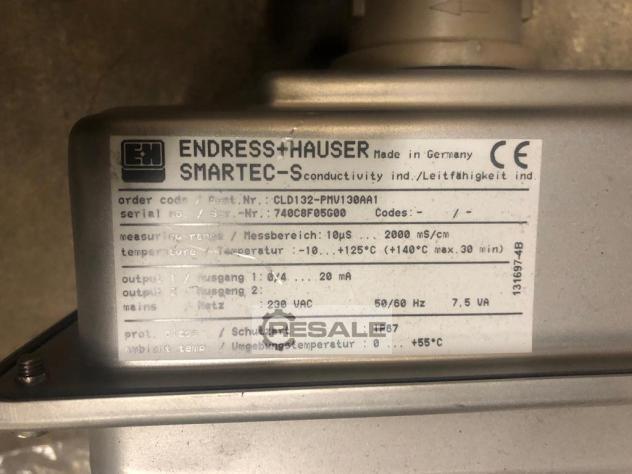 E+H
ENDRESS+HAUSER Made in Germany
CE
SMARTEC-S conductivity ind./Leitfähigkeit ind.
order code / Best.Nr.: CLD132-PMV130AA1
serial no. / Ser.-Nr.: 740C8F05G00 Codes: - / -
measuring range / Messbereich: 10µS ... 2000 mS/cm
temperature / Temperatur : -10...+125°C (+140°C max.30 min)
output 1 / Ausgang 1: 0/4 ... 20 mA
output 2 / Ausgang 2:
mains / Netz : 230 VAC 50/60 Hz 7,5 VA
prot. class / Schutzart : IP67
ambient temp / Umgebungstemperatur : 0 ... +55°C
131697-4B
RESALE